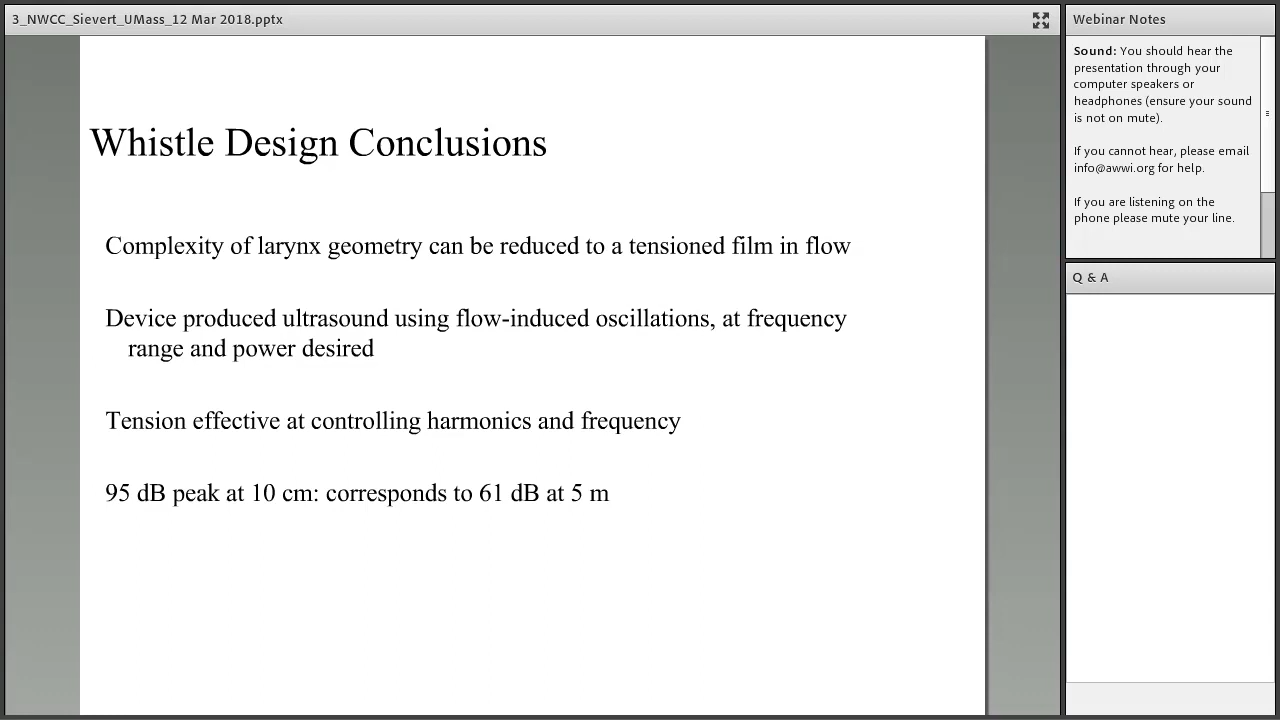 3_NWCC_Sievert_UMass_12 Mar 2018.pptx
Whistle Design Conclusions
Complexity of larynx geometry can be reduced to a tensioned film in flow
Device produced ultrasound using flow-induced oscillations, at frequency
range and power desired
Tension effective at controlling harmonics and frequency
95 dB peak at 10 cm: corresponds to 61 dB at 5 m
Webinar Notes
Sound: You should hear the
presentation through your
computer speakers or
headphones (ensure your sound
is not on mute).
If you cannot hear, please email
info@awwi.org for help.
If you are listening on the
phone please mute your line.
Q & A